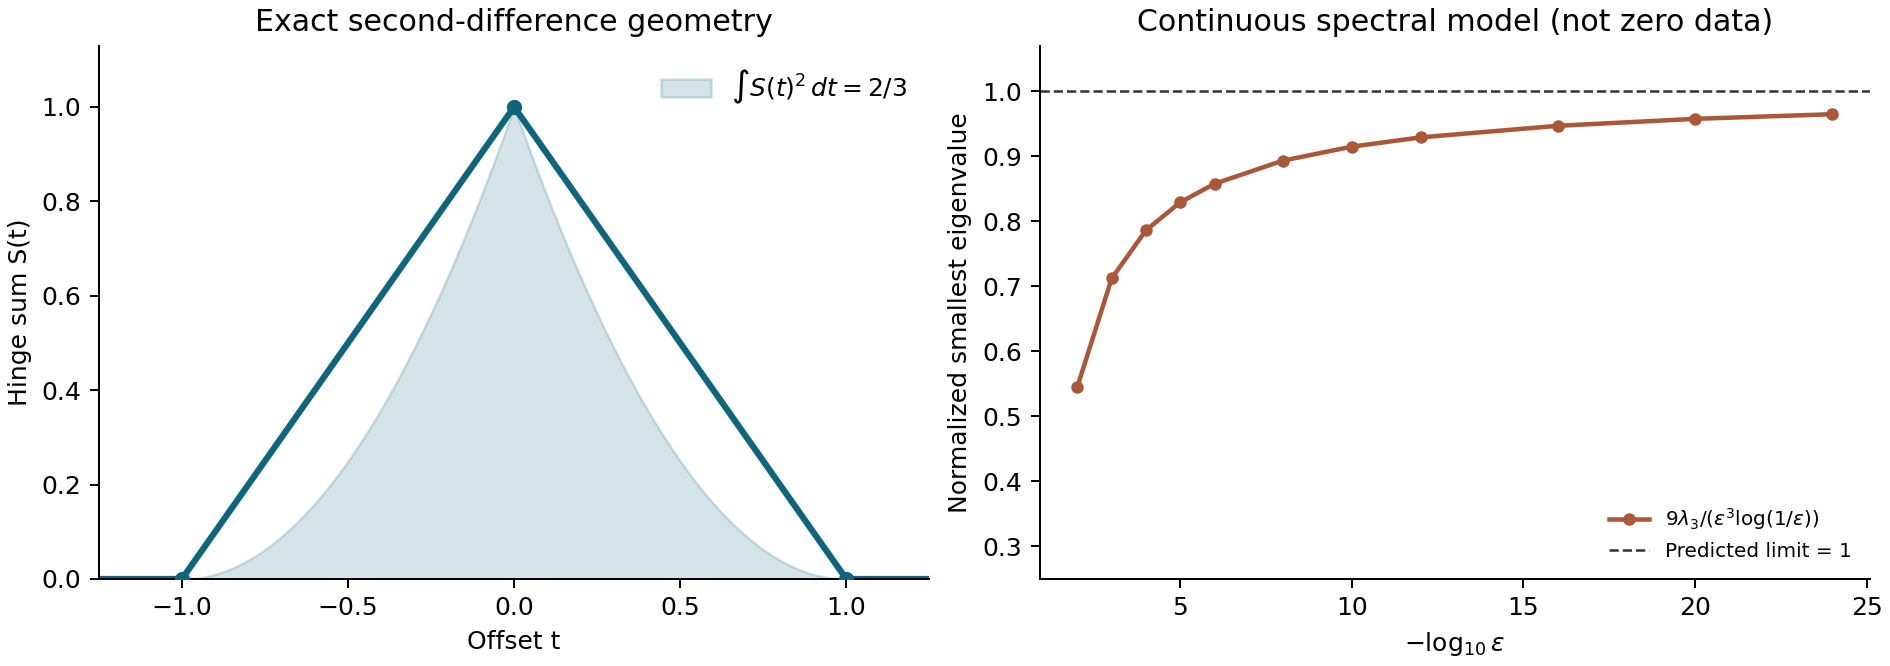 Exact second-difference geometry
∫S(t)² dt = 2/3
Hinge sum S(t)
1.0
0.8
0.6
0.4
0.2
0.0
−1.0 −0.5 0.0 0.5 1.0
Offset t
Continuous spectral model (not zero data)
Normalized smallest eigenvalue
1.0
0.9
0.8
0.7
0.6
0.5
0.4
0.3
9λ₃/(ε³log(1/ε))
Predicted limit = 1
5 10 15 20 25
−log₁₀ ε